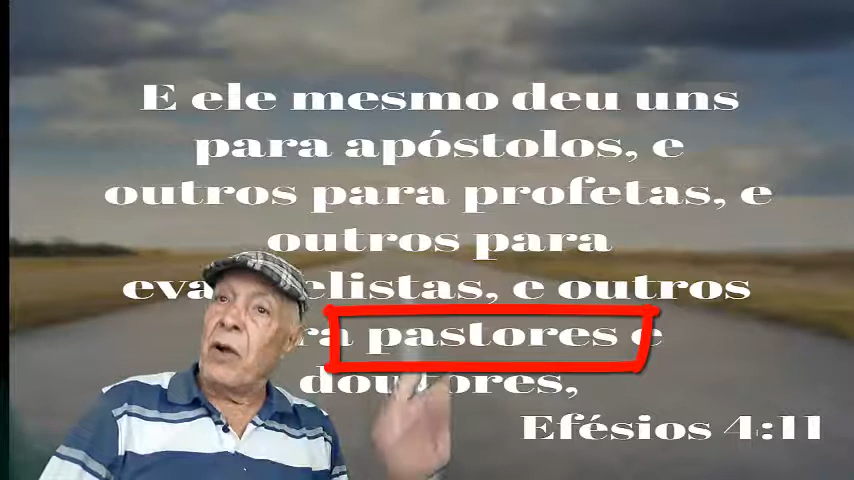 E ele mesmo deu uns
para apóstolos, e
outros para profetas, e
outros para
e outros
pastores e
Efésios 4:11